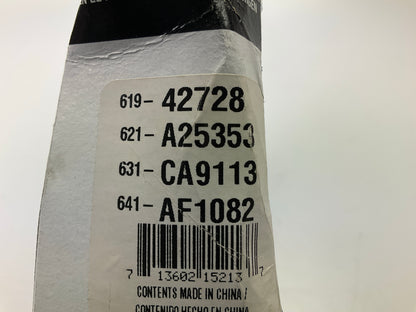 619- 42728
621- A25353
631- CA9113
641- AF1082
7 13602 15213 7
CONTENTS MADE IN CHINA /
CONTENIDO HECHO EN CHINA